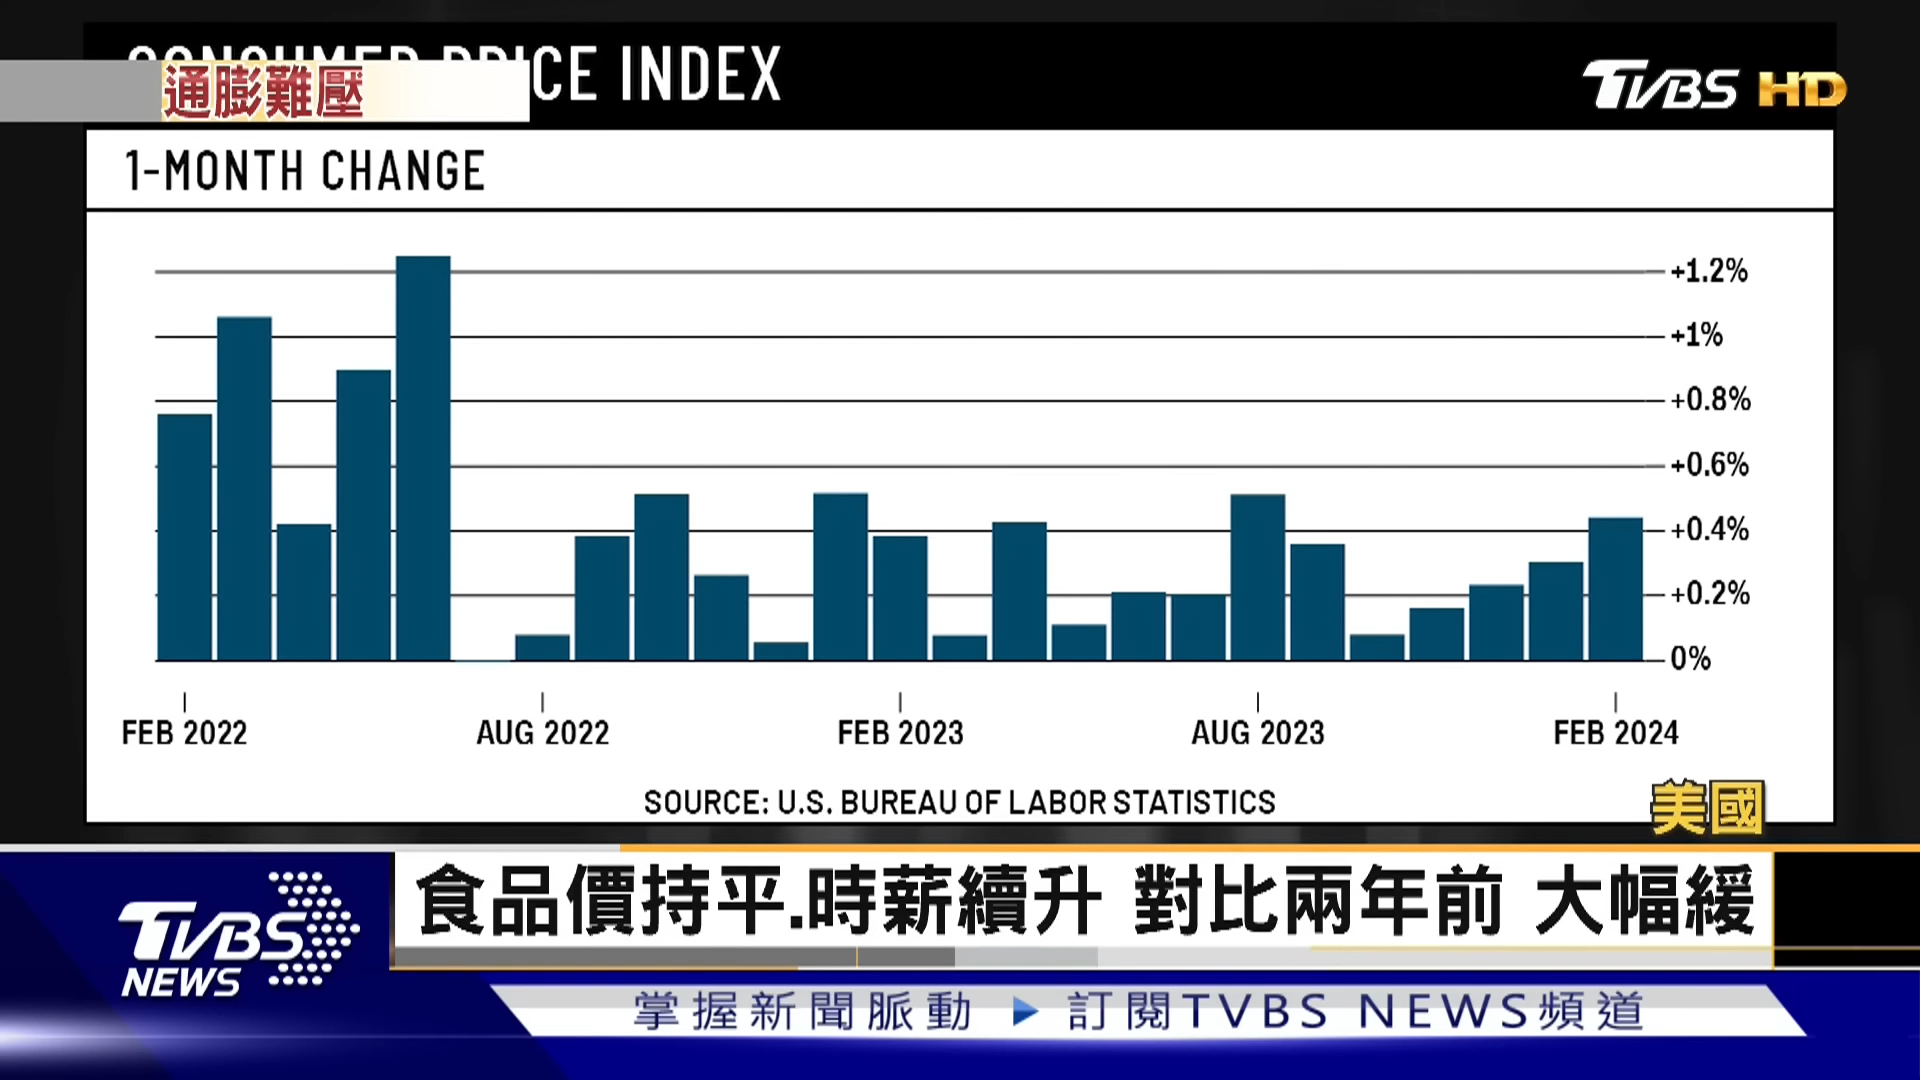 PRICE INDEX
通膨難壓
TVBS HD
1-MONTH CHANGE
+1.2%
+1%
+0.8%
+0.6%
+0.4%
+0.2%
0%
FEB 2022
AUG 2022
FEB 2023
AUG 2023
FEB 2024
SOURCE: U.S. BUREAU OF LABOR STATISTICS
美國
食品價持平.時薪續升 對比兩年前 大幅緩
TVBS
NEWS
掌握新聞脈動 ▶ 訂閱TVBS NEWS頻道